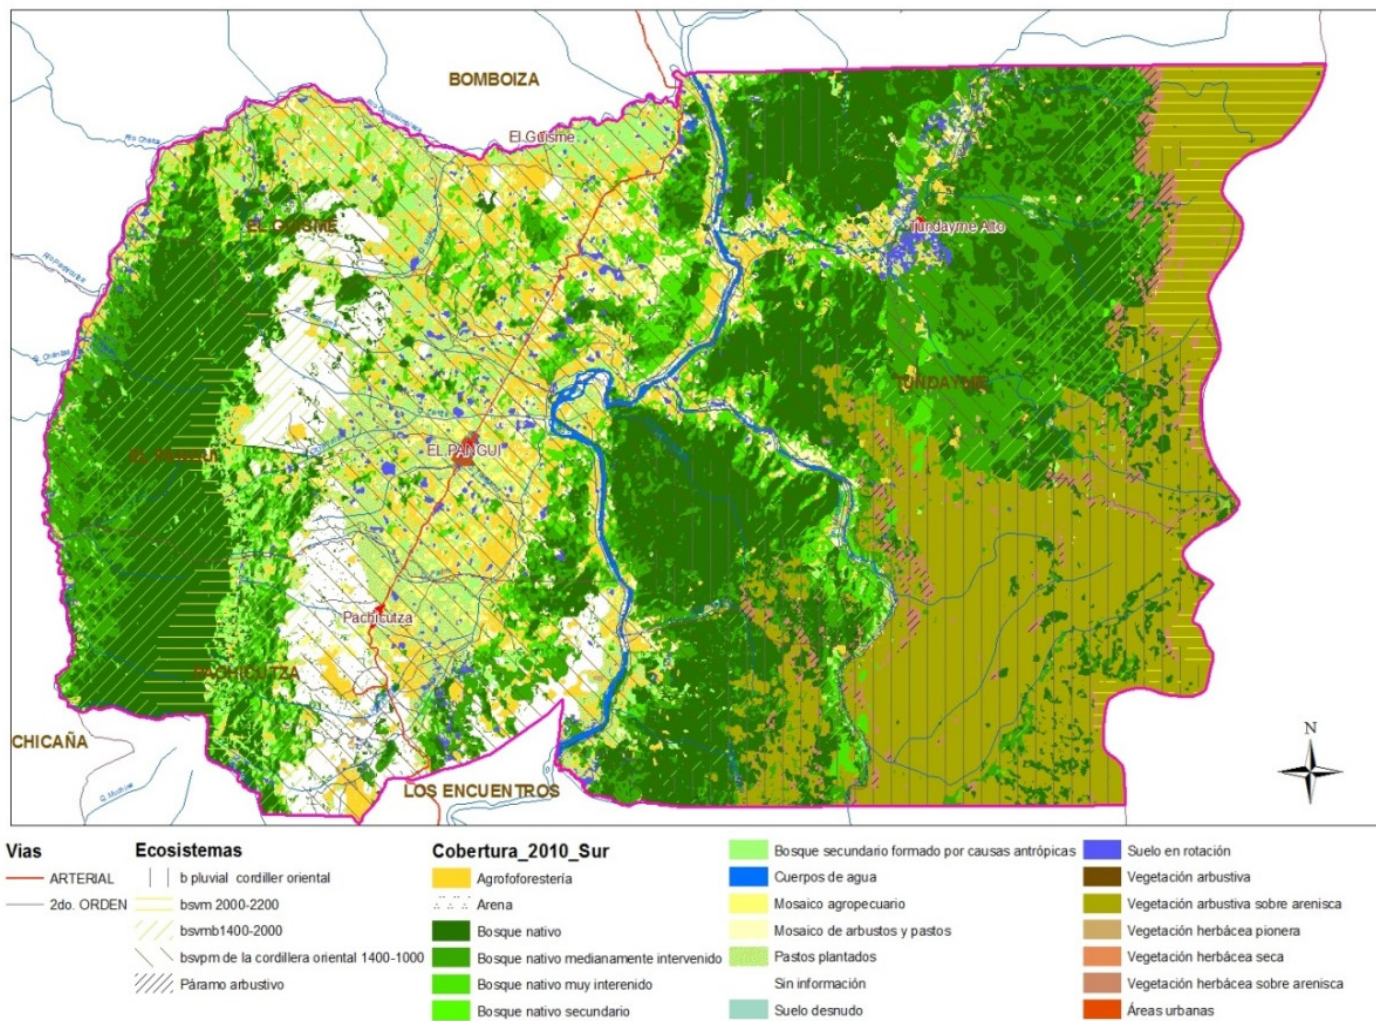 BOMBOIZA
El Guisme
Río Chatta
EL GUISME
Tundayme Alto
TUNDAYME
EL PANGUI
EL PANGUI
Pachicutza
PACHICUTZA
CHICAÑA
LOS ENCUENTROS
N
Vias
ARTERIAL
2do. ORDEN
Ecosistemas
b pluvial cordiller oriental
bsvm 2000-2200
bsvmb1400-2000
bsvpm de la cordillera oriental 1400-1000
Páramo arbustivo
Cobertura_2010_Sur
Agrofoforestería
Arena
Bosque nativo
Bosque nativo medianamente intervenido
Bosque nativo muy interenido
Bosque nativo secundario
Bosque secundario formado por causas antrópicas
Cuerpos de agua
Mosaico agropecuario
Mosaico de arbustos y pastos
Pastos plantados
Sin información
Suelo desnudo
Suelo en rotación
Vegetación arbustiva
Vegetación arbustiva sobre arenisca
Vegetación herbácea pionera
Vegetación herbácea seca
Vegetación herbácea sobre arenisca
Áreas urbanas